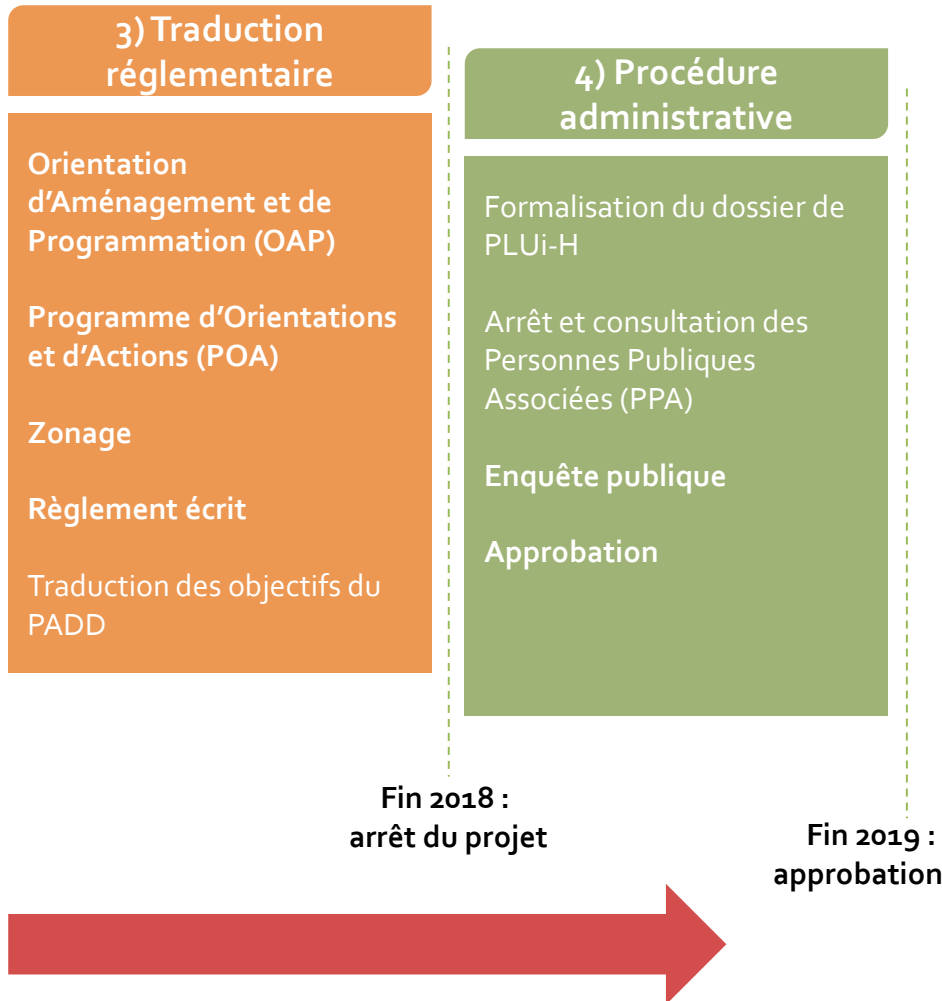 3) Traduction
réglementaire
Orientation
d'Aménagement et de
Programmation (OAP)
Programme d'Orientations
et d'Actions (POA)
Zonage
Règlement écrit
Traduction des objectifs du
PADD
4) Procédure
administrative
Formalisation du dossier de
PLUi-H
Arrêt et consultation des
Personnes Publiques
Associées (PPA)
Enquête publique
Approbation
Fin 2018 :
arrêt du projet
Fin 2019 :
approbation